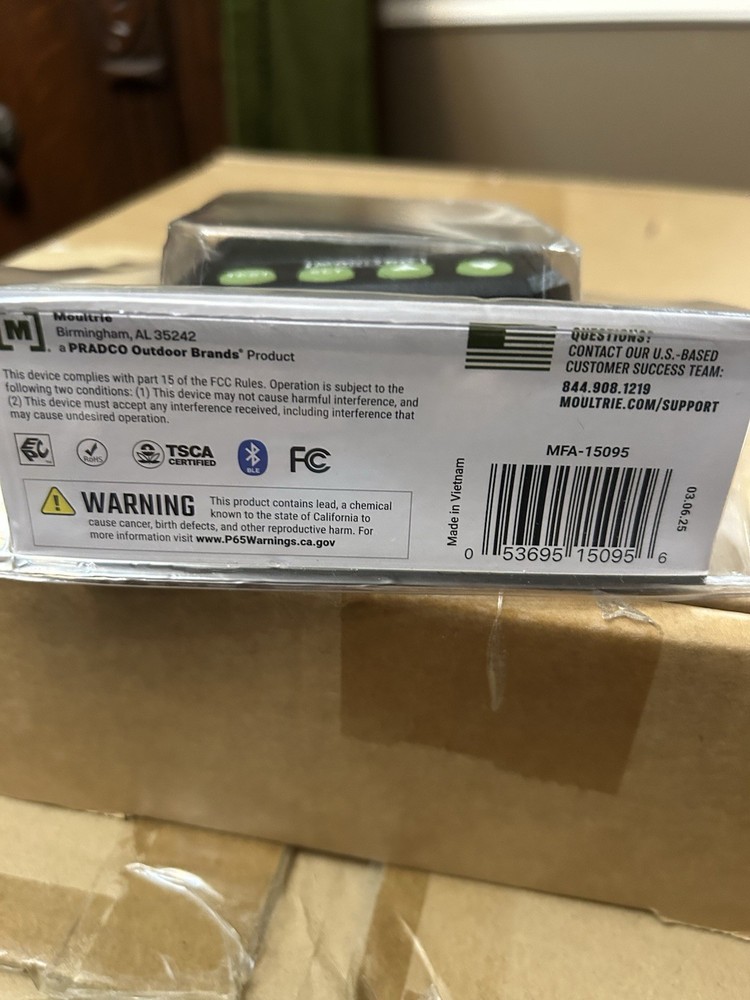 TEST SET
[M]
Moultrie
Birmingham, AL 35242
a PRADCO Outdoor Brands® Product
This device complies with part 15 of the FCC Rules. Operation is subject to the
following two conditions: (1) This device may not cause harmful interference, and
(2) This device must accept any interference received, including interference that
may cause undesired operation.
RoHS
TSCA
CERTIFIED
BLE
FC
WARNING
This product contains lead, a chemical
known to the state of California to
cause cancer, birth defects, and other reproductive harm. For
more information visit www.P65Warnings.ca.gov
QUESTIONS?
CONTACT OUR U.S.-BASED
CUSTOMER SUCCESS TEAM:
844.908.1219
MOULTRIE.COM/SUPPORT
Made in Vietnam
MFA-15095
0 53695 15095 6
03.06.25